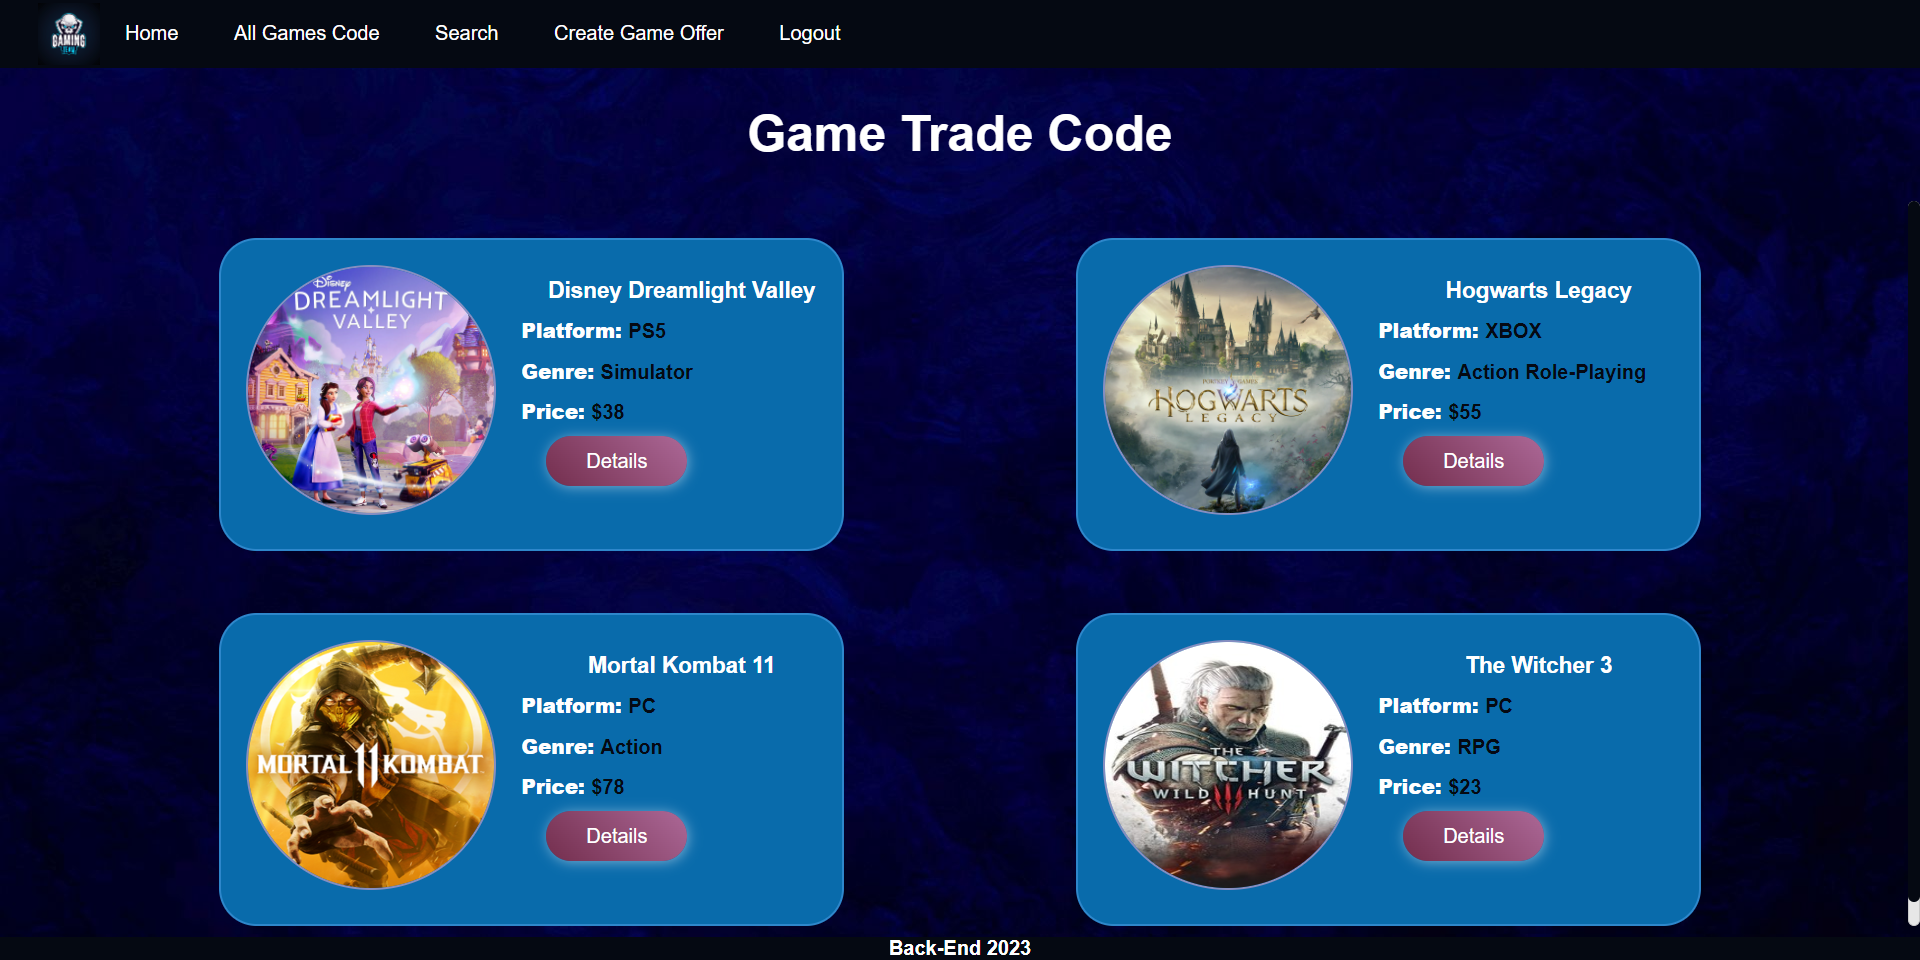 GAMING
Home
All Games Code
Search
Create Game Offer
Logout
Game Trade Code
Disney
DREAMLIGHT
VALLEY
Disney Dreamlight Valley
Platform: PS5
Genre: Simulator
Price: $38
Details
HOGWARTS
LEGACY
Hogwarts Legacy
Platform: XBOX
Genre: Action Role-Playing
Price: $55
Details
MORTAL 11 KOMBAT
Mortal Kombat 11
Platform: PC
Genre: Action
Price: $78
Details
THE
WITCHER
WILD HUNT
The Witcher 3
Platform: PC
Genre: RPG
Price: $23
Details
Back-End 2023